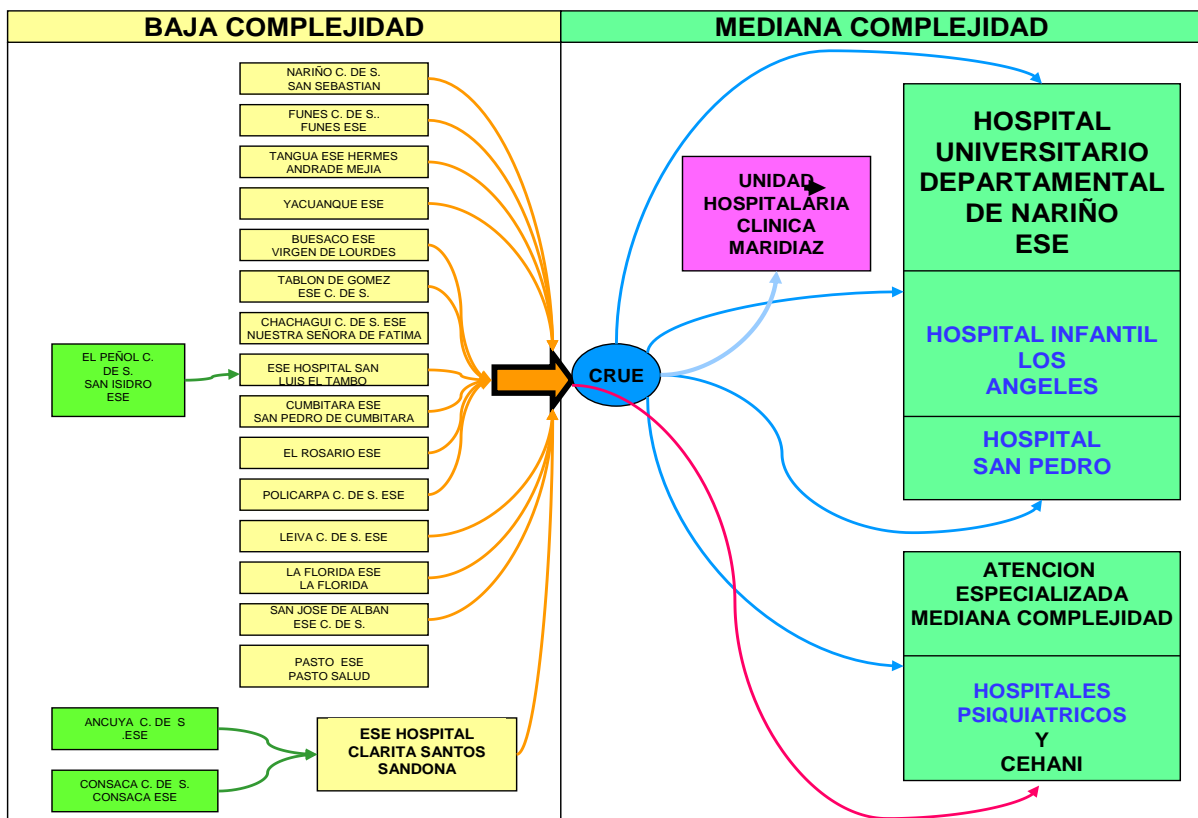 BAJA COMPLEJIDAD
MEDIANA COMPLEJIDAD
NARIÑO C. DE S.
SAN SEBASTIAN
FUNES C. DE S..
FUNES ESE
TANGUA ESE HERMES
ANDRADE MEJIA
YACUANQUE ESE
BUESACO ESE
VIRGEN DE LOURDES
TABLON DE GOMEZ
ESE C. DE S.
CHACHAGUI C. DE S. ESE
NUESTRA SEÑORA DE FATIMA
EL PEÑOL C.
DE S.
SAN ISIDRO
ESE
ESE HOSPITAL SAN
LUIS EL TAMBO
CUMBITARA ESE
SAN PEDRO DE CUMBITARA
EL ROSARIO ESE
POLICARPA C. DE S. ESE
LEIVA C. DE S. ESE
LA FLORIDA ESE
LA FLORIDA
SAN JOSE DE ALBAN
ESE C. DE S.
PASTO ESE
PASTO SALUD
ANCUYA C. DE S
.ESE
CONSACA C. DE S.
CONSACA ESE
ESE HOSPITAL
CLARITA SANTOS
SANDONA
CRUE
UNIDAD
HOSPITALARIA
CLINICA
MARIDIAZ
HOSPITAL
UNIVERSITARIO
DEPARTAMENTAL
DE NARIÑO
ESE
HOSPITAL INFANTIL
LOS
ANGELES
HOSPITAL
SAN PEDRO
ATENCION
ESPECIALIZADA
MEDIANA COMPLEJIDAD
HOSPITALES
PSIQUIATRICOS
Y
CEHANI